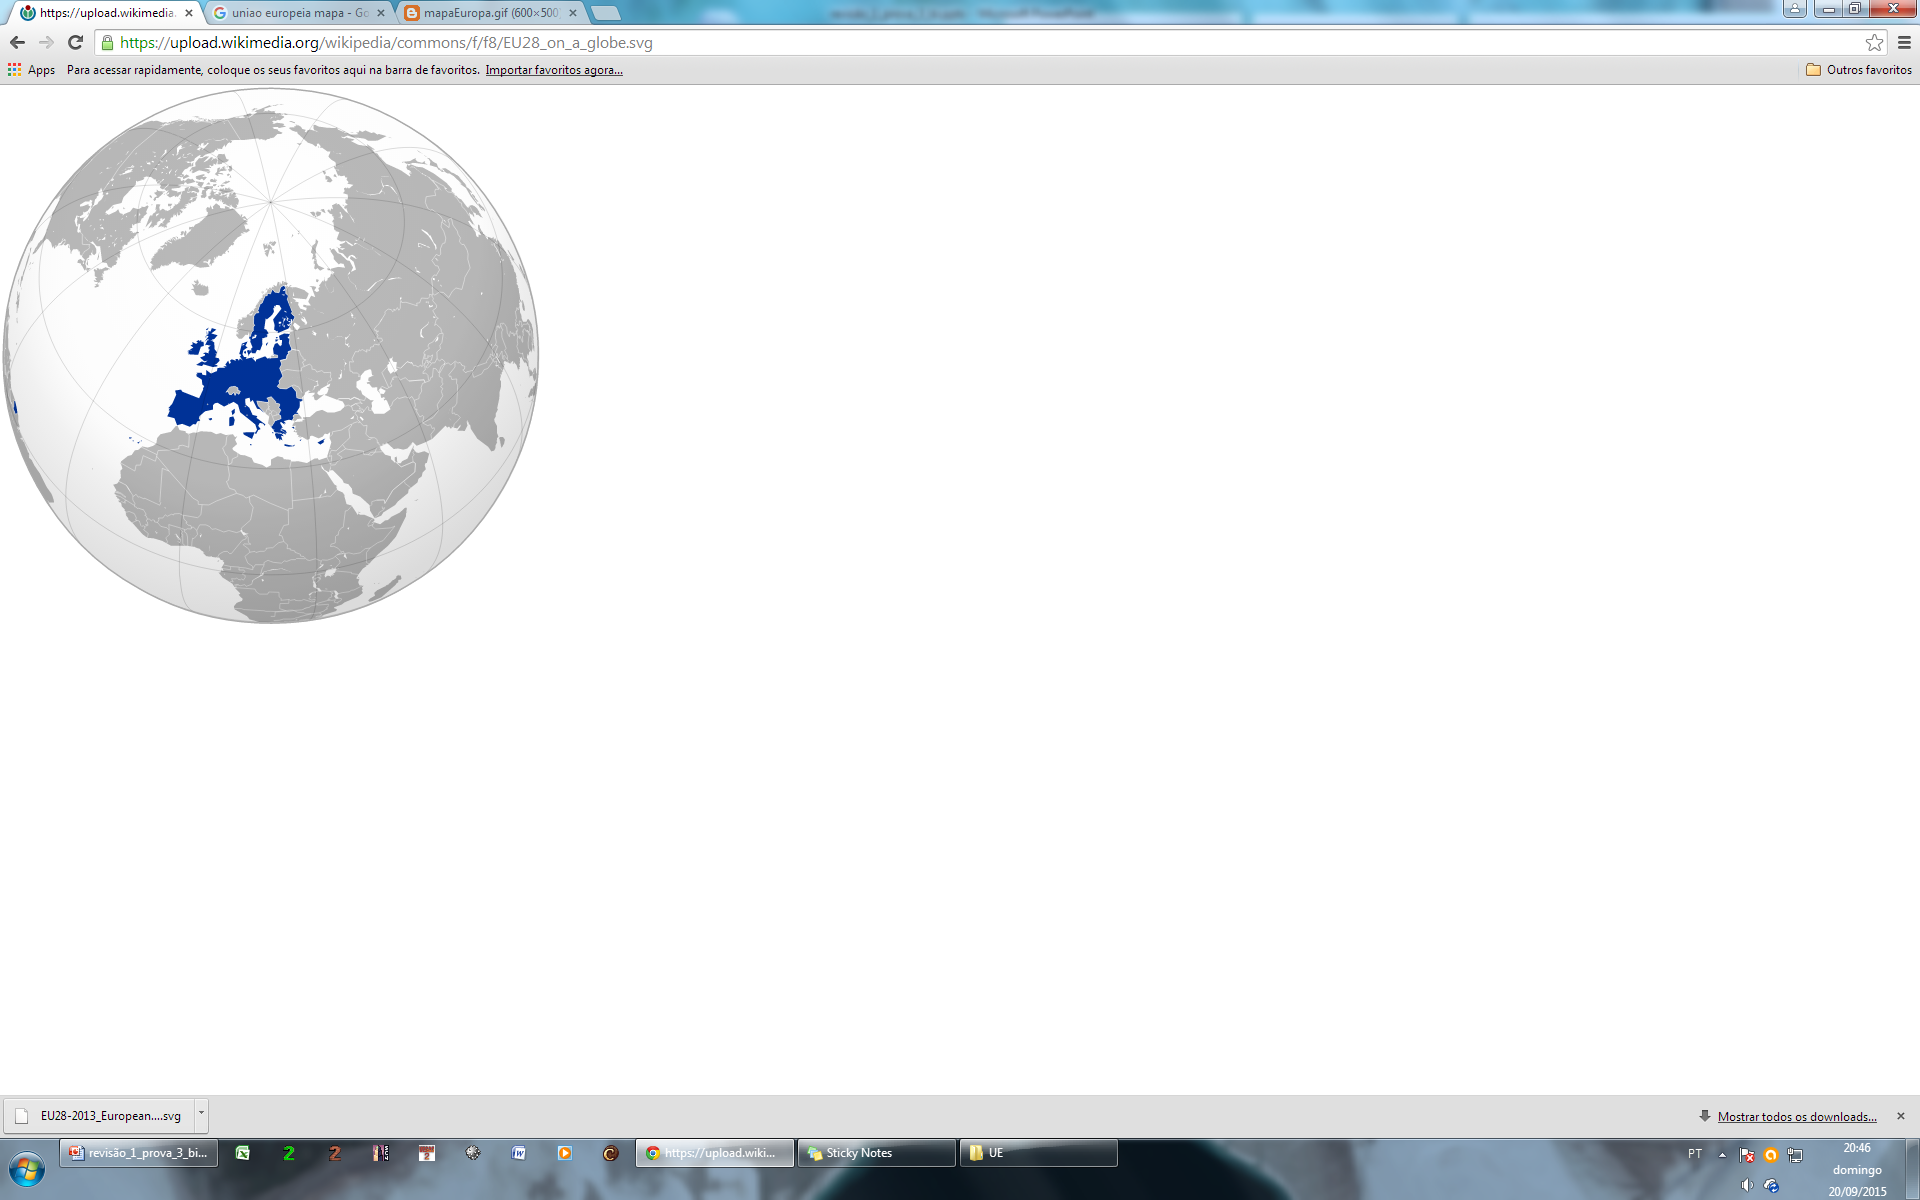 https://upload.wikimedia.
uniao europeia mapa - Go
mapaEuropa.gif (600×500)
https://upload.wikimedia.org/wikipedia/commons/f/f8/EU28_on_a_globe.svg
Apps Para acessar rapidamente, coloque os seus favoritos aqui na barra de favoritos. Importar favoritos agora...
Outros favoritos
EU28-2013_European....svg
Mostrar todos os downloads...
revisão_1_prova_3_bi...
https://upload.wiki...
Sticky Notes
UE
PT
20:46
domingo
20/09/2015